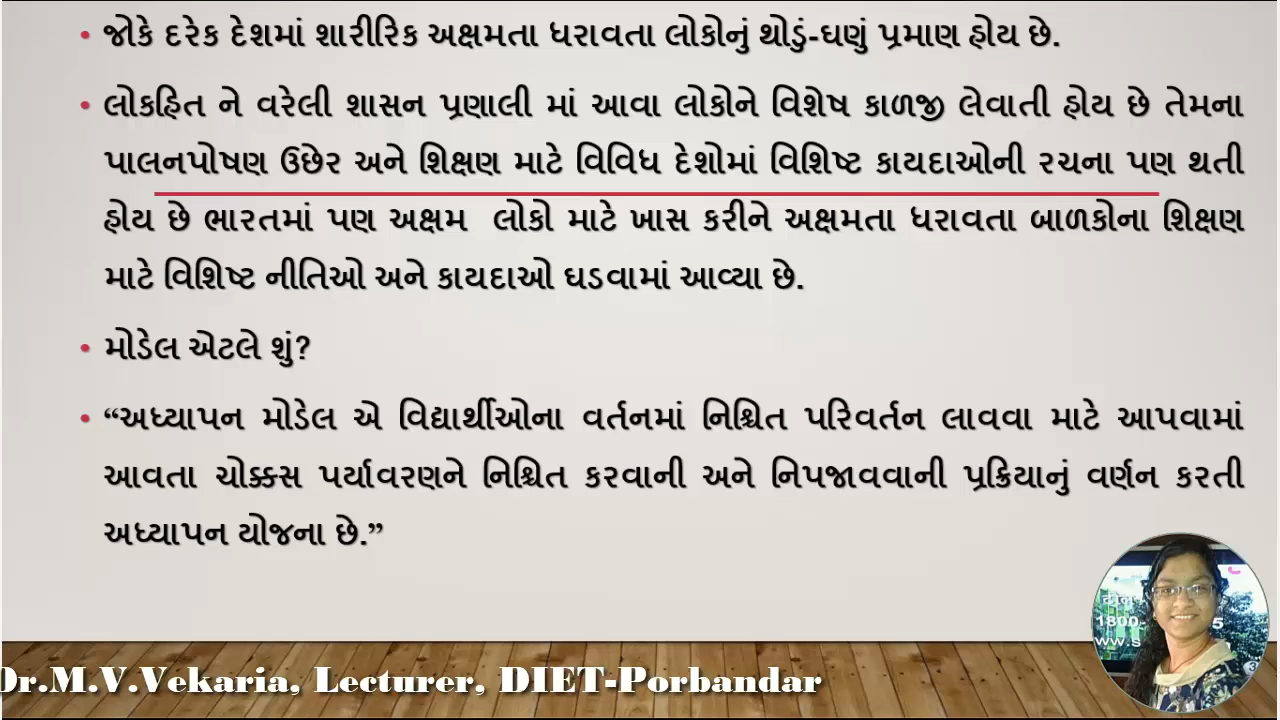 • જોકે દરેક દેશમાં શારીરિક અક્ષમતા ધરાવતા લોકોનું થોડું-ઘણું પ્રમાણ હોય છે.
• લોકહિત ને વરેલી શાસન પ્રણાલી માં આવા લોકોને વિશેષ કાળજી લેવાતી હોય છે તેમના
પાલનપોષણ ઉછેર અને શિક્ષણ માટે વિવિધ દેશોમાં વિશિષ્ટ કાયદાઓની રચના પણ થતી
હોય છે ભારતમાં પણ અક્ષમ લોકો માટે ખાસ કરીને અક્ષમતા ધરાવતા બાળકોના શિક્ષણ
માટે વિશિષ્ટ નીતિઓ અને કાયદાઓ ઘડવામાં આવ્યા છે.
• મોડેલ એટલે શું?
• “અધ્યાપન મોડેલ એ વિદ્યાર્થીઓના વર્તનમાં નિશ્ચિત પરિવર્તન લાવવા માટે આપવામાં
આવતા ચોક્કસ પર્યાવરણને નિશ્ચિત કરવાની અને નિપજાવવાની પ્રક્રિયાનું વર્ણન કરતી
અધ્યાપન યોજના છે.”
1800-
5
ww.s
Dr.M.V.Vekaria, Lecturer, DIET-Porbandar